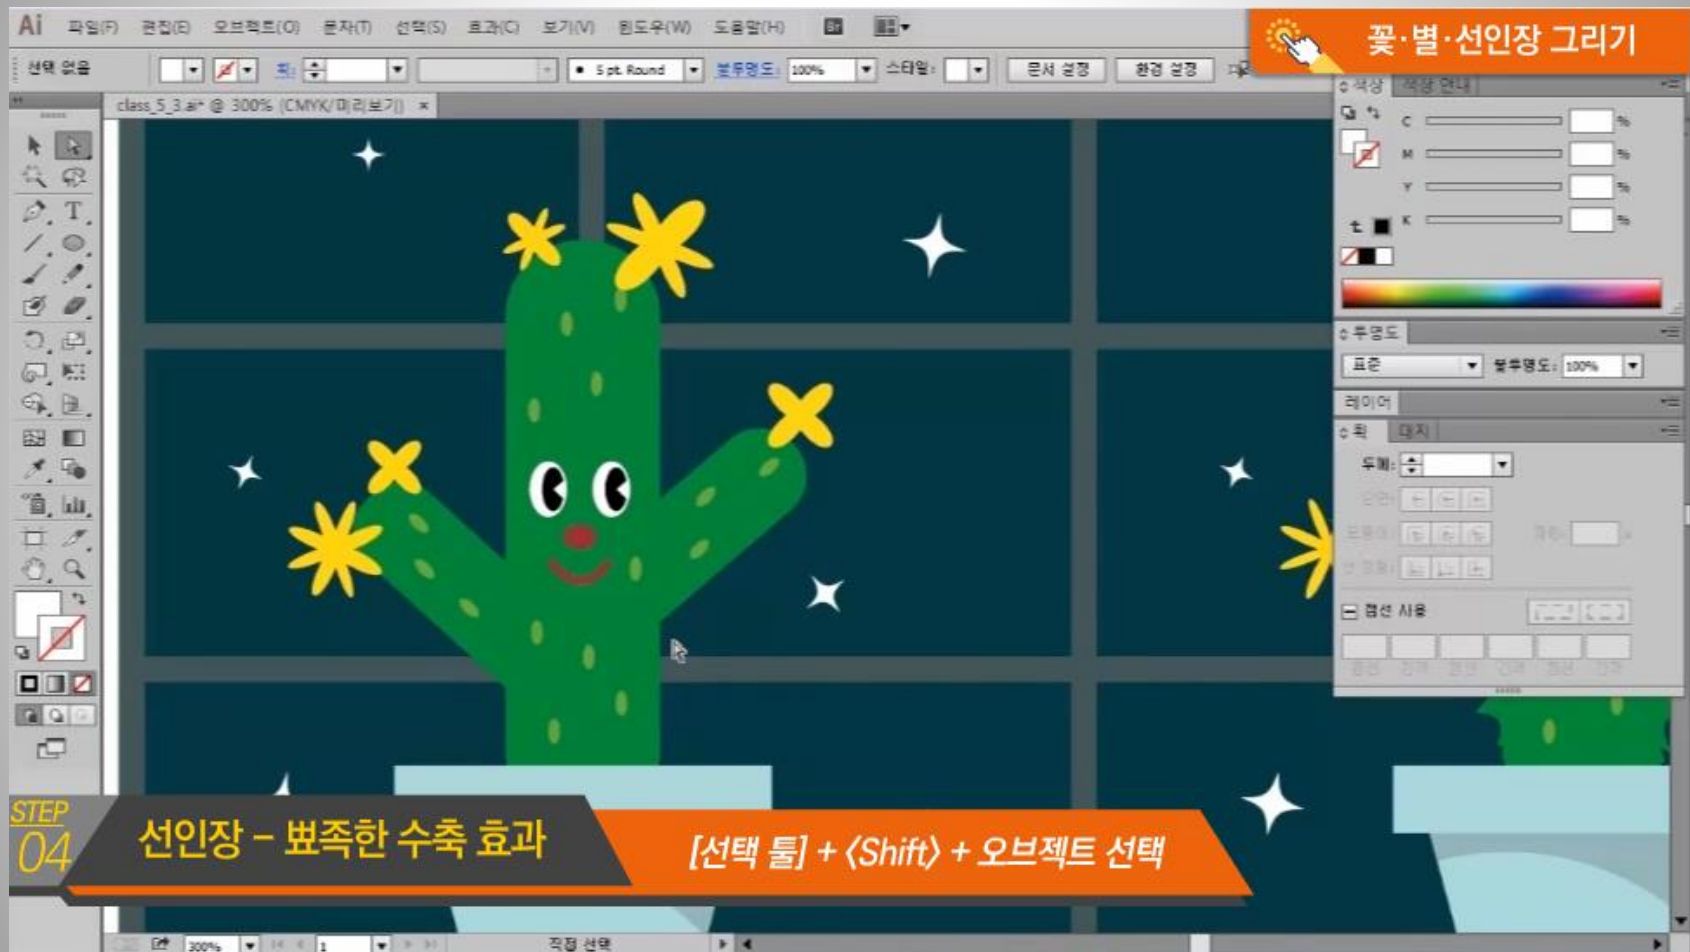 Ai 파일(F) 편집(E) 오브젝트(O) 문자(T) 선택(S) 효과(C) 보기(V) 윈도우(W) 도움말(H) Br
꽃·별·선인장 그리기
선택 없음 획: 5 pt. Round 불투명도: 100% 스타일: 문서 설정 환경 설정
class_5_3.ai* @ 300% (CMYK/미리보기) ×
색상 색상 안내
C %
M %
Y %
K %
투명도
표준 불투명도: 100%
레이어
획 대지
두께:
점선 사용
STEP
04
선인장 – 뾰족한 수축 효과
[선택 툴] + 〈Shift〉 + 오브젝트 선택
300% 1 직접 선택